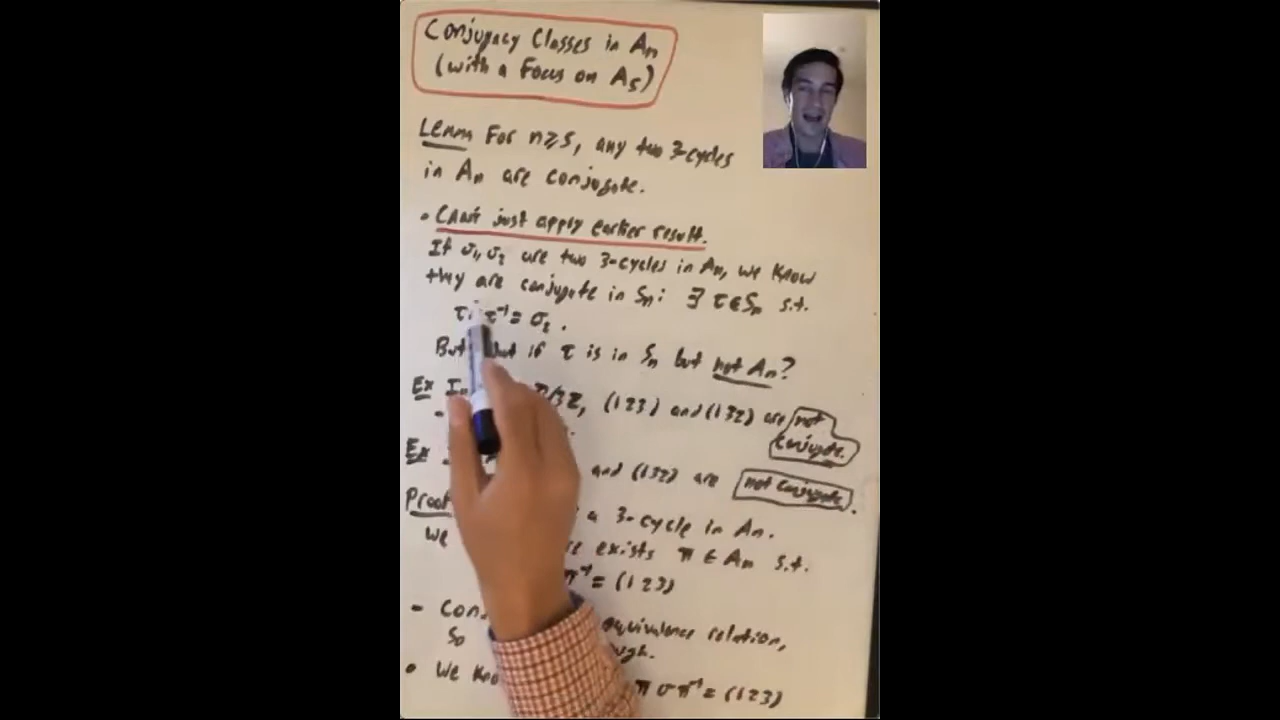 Conjugacy Classes in Aₙ
(with a Focus on A₅)
Lemm For n≥5, any two 3-cycles
in Aₙ are conjugate.
• Can't just apply earlier result.
If σ₁, σ₂ are two 3-cycles in Aₙ, we know
they are conjugate in Sₙ: ∃ τ∈Sₙ s.t.
τ τ⁻¹ = σ₂.
But if τ is in Sₙ but not Aₙ?
Ex (123) and (132) are not
conjugate.
Ex and (132) are not conjugate.
Proof a 3-cycle in Aₙ.
We exists π ∈ Aₙ s.t.
π⁻¹ = (123)
- equivalence relation,
So
• We π σ π⁻¹ = (123)